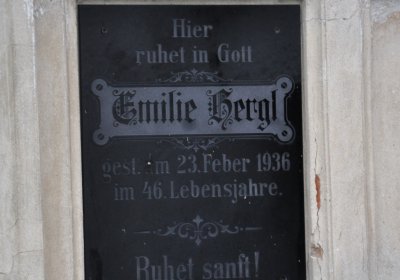 Hier
ruhet in Gott
Emilie Hergl
gest. am 23. Feber 1936
im 46. Lebensjahre.
Ruhet sanft!